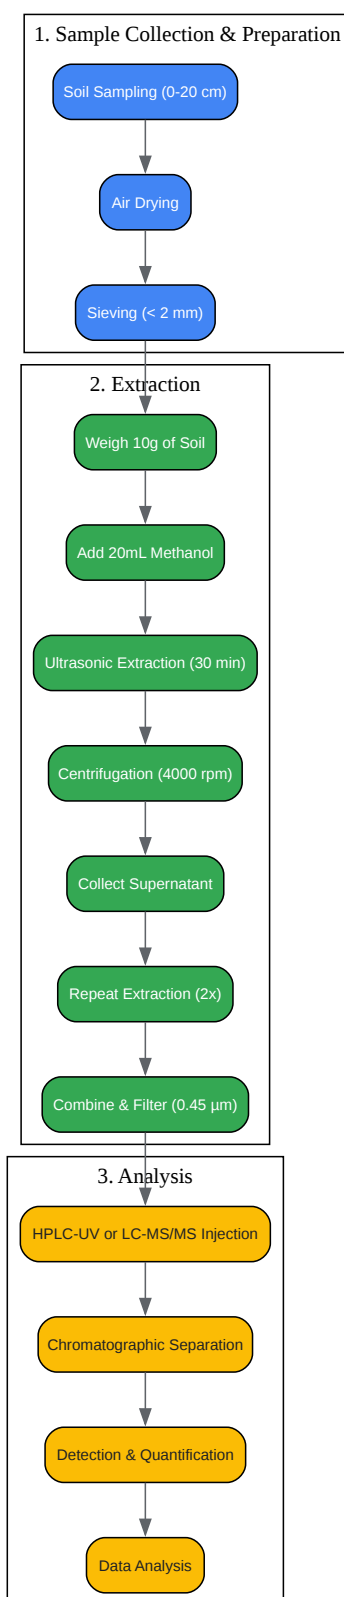 1. Sample Collection & Preparation
Soil Sampling (0-20 cm)
Air Drying
Sieving (< 2 mm)
2. Extraction
Weigh 10g of Soil
Add 20mL Methanol
Ultrasonic Extraction (30 min)
Centrifugation (4000 rpm)
Collect Supernatant
Repeat Extraction (2x)
Combine & Filter (0.45 µm)
3. Analysis
HPLC-UV or LC-MS/MS Injection
Chromatographic Separation
Detection & Quantification
Data Analysis